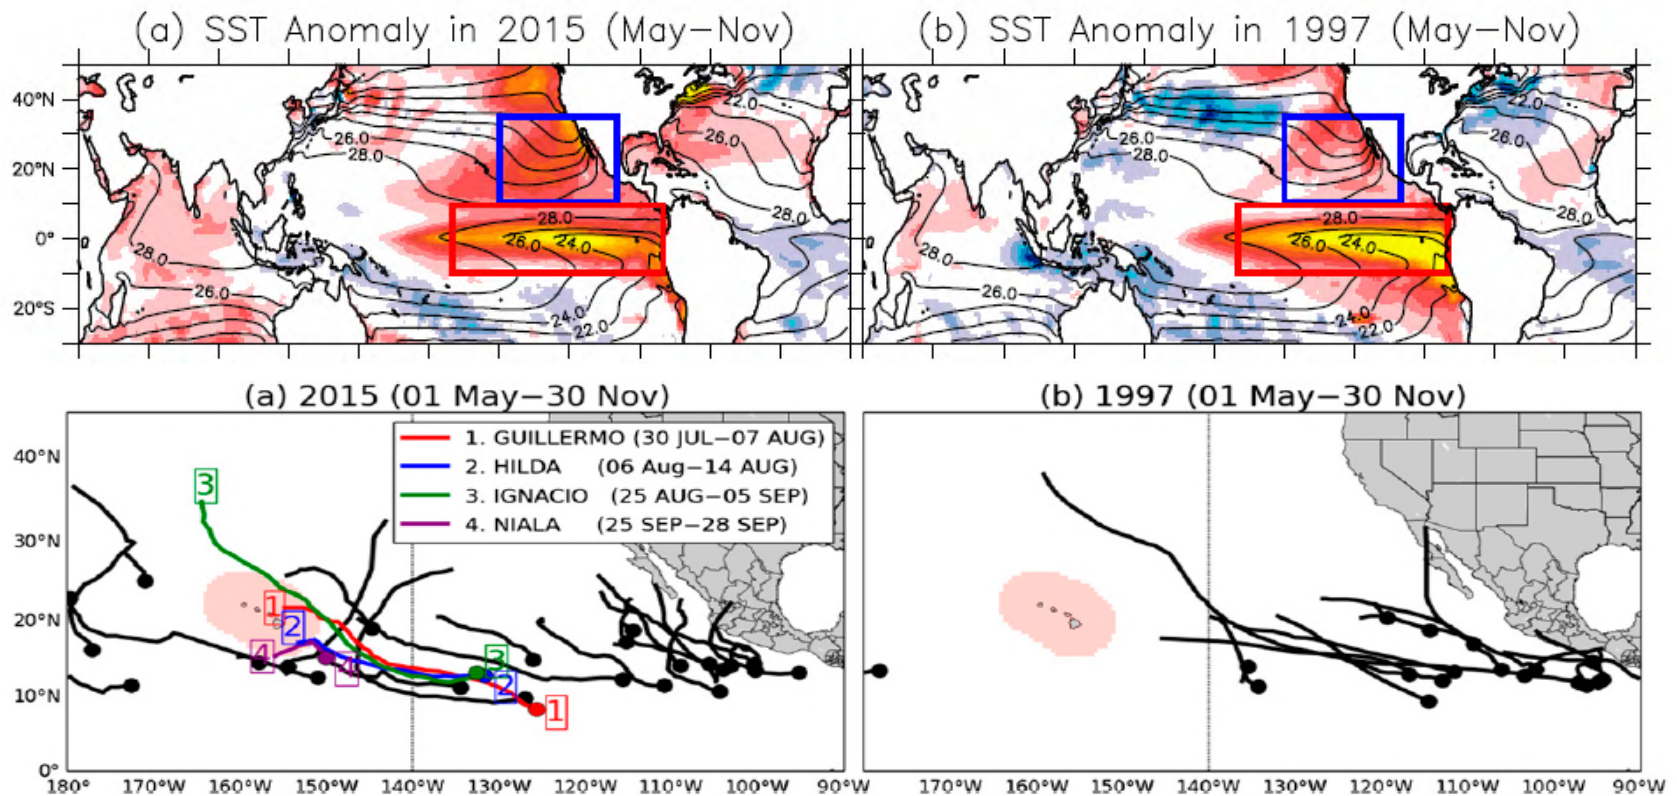 (a) SST Anomaly in 2015 (May−Nov)
(b) SST Anomaly in 1997 (May−Nov)
40°N
20°N
0°
20°S
26.0
28.0
28.0
26.0
28.0
26.0
24.0
24.0
22.0
22.0
26.0
28.0
26.0
28.0
28.0
26.0
28.0
26.0
24.0
24.0
22.0
22.0
26.0
28.0
(a) 2015 (01 May−30 Nov)
(b) 1997 (01 May−30 Nov)
1. GUILLERMO (30 JUL−07 AUG)
2. HILDA (06 Aug−14 AUG)
3. IGNACIO (25 AUG−05 SEP)
4. NIALA (25 SEP−28 SEP)
40°N
30°N
20°N
10°N
0°
3
1
2
4
4
3
2
1
180° 170°W 160°W 150°W 140°W 130°W 120°W 110°W 100°W 90°W
170°W 160°W 150°W 140°W 130°W 120°W 110°W 100°W 90°W